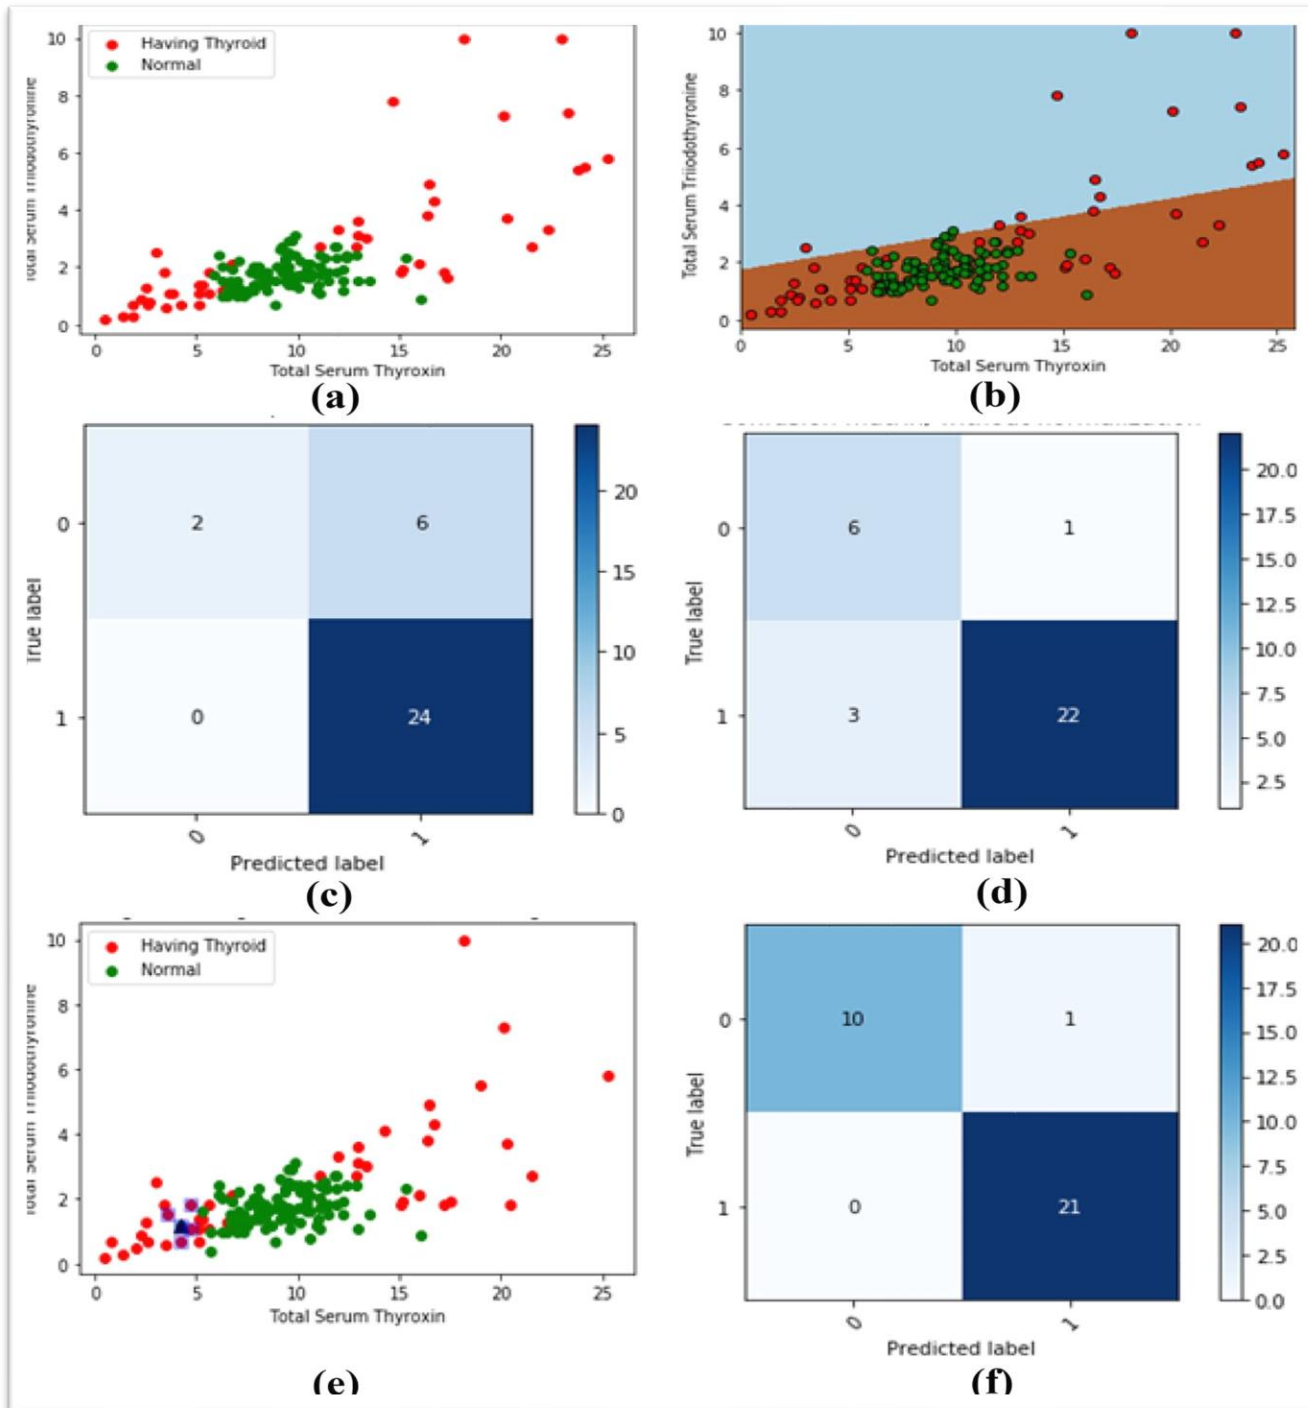 Having Thyroid
Normal
10
8
6
4
2
0
0 5 10 15 20 25
Total Serum Thyroxin
(a)
Total Serum Triiodothyronine
10
8
6
4
2
0
0 5 10 15 20 25
Total Serum Thyroxin
(b)
True label
0
1
2 6
0 24
0 1
Predicted label
20
15
10
5
0
(c)
True label
0
1
6 1
3 22
0 1
Predicted label
20.0
17.5
15.0
12.5
10.0
7.5
5.0
2.5
(d)
Having Thyroid
Normal
10
8
6
4
2
0
0 5 10 15 20 25
Total Serum Thyroxin
(e)
True label
0
1
10 1
0 21
0 1
Predicted label
20.0
17.5
15.0
12.5
10.0
7.5
5.0
2.5
0.0
(f)